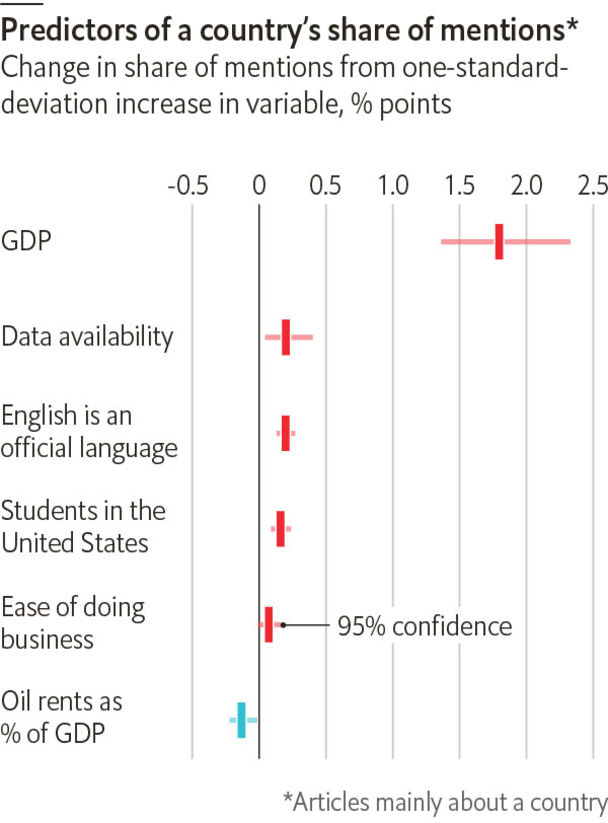 Predictors of a country’s share of mentions*
Change in share of mentions from one-standard-
deviation increase in variable, % points
-0.5 0 0.5 1.0 1.5 2.0 2.5
GDP
Data availability
English is an
official language
Students in the
United States
Ease of doing
business
95% confidence
Oil rents as
% of GDP
*Articles mainly about a country